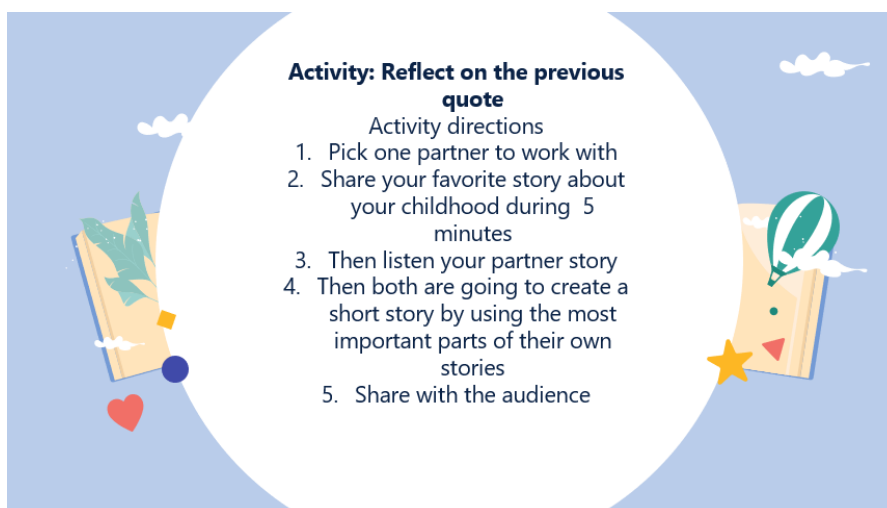 Activity: Reflect on the previous
quote
Activity directions
1. Pick one partner to work with
2. Share your favorite story about
your childhood during 5
minutes
3. Then listen your partner story
4. Then both are going to create a
short story by using the most
important parts of their own
stories
5. Share with the audience